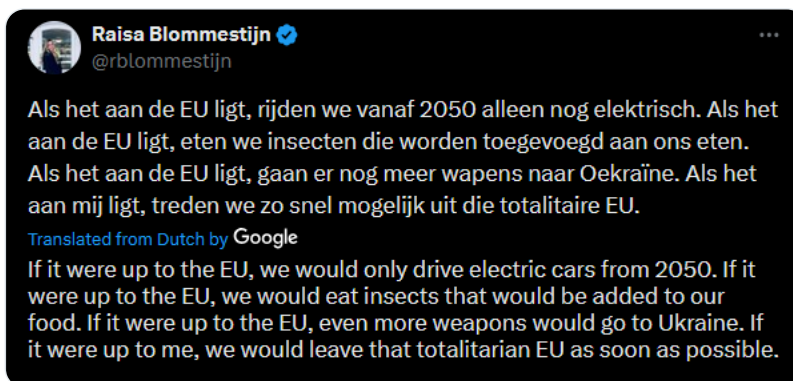 Raisa Blommestijn
@rblommestijn
Als het aan de EU ligt, rijden we vanaf 2050 alleen nog elektrisch. Als het
aan de EU ligt, eten we insecten die worden toegevoegd aan ons eten.
Als het aan de EU ligt, gaan er nog meer wapens naar Oekraïne. Als het
aan mij ligt, treden we zo snel mogelijk uit die totalitaire EU.
Translated from Dutch by Google
If it were up to the EU, we would only drive electric cars from 2050. If it
were up to the EU, we would eat insects that would be added to our
food. If it were up to the EU, even more weapons would go to Ukraine. If
it were up to me, we would leave that totalitarian EU as soon as possible.